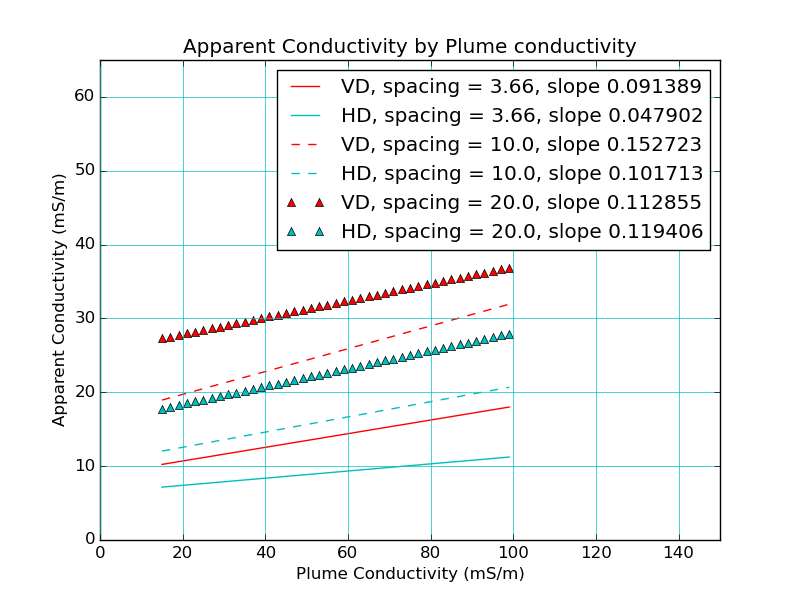 Apparent Conductivity by Plume conductivity
VD, spacing = 3.66, slope 0.091389
HD, spacing = 3.66, slope 0.047902
VD, spacing = 10.0, slope 0.152723
HD, spacing = 10.0, slope 0.101713
VD, spacing = 20.0, slope 0.112855
HD, spacing = 20.0, slope 0.119406
Apparent Conductivity (mS/m)
60
50
40
30
20
10
0
0 20 40 60 80 100 120 140
Plume Conductivity (mS/m)